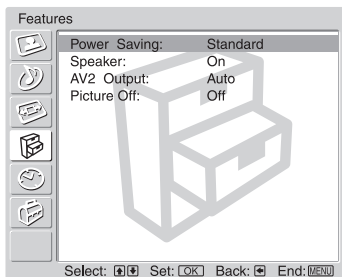 Features
Power Saving: Standard
Speaker: On
AV2 Output: Auto
Picture Off: Off
Select: Set: OK Back: End: MENU